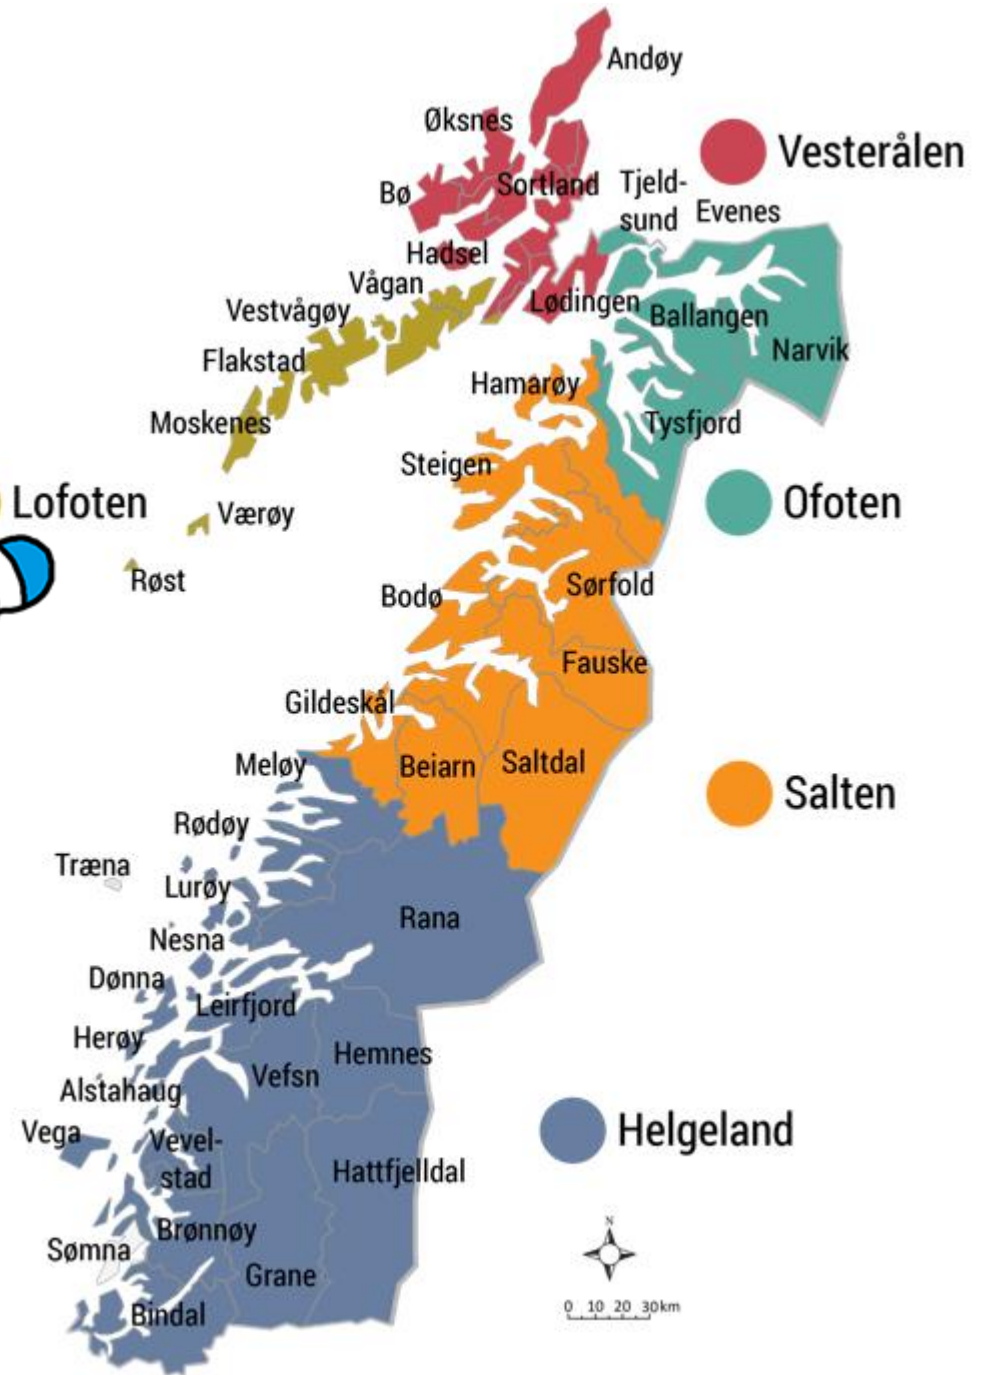 Andøy
Øksnes
Vesterålen
Bø
Sortland
Tjeld-
sund
Evenes
Hadsel
Vågan
Lødingen
Vestvågøy
Ballangen
Flakstad
Narvik
Hamarøy
Moskenes
Tysfjord
Steigen
Lofoten
Værøy
Ofoten
Røst
Bodø
Sørfold
Fauske
Gildeskål
Meløy
Beiarn
Saltdal
Salten
Rødøy
Træna
Lurøy
Rana
Nesna
Dønna
Leirfjord
Herøy
Hemnes
Vefsn
Alstahaug
Vega
Helgeland
Vevel-
stad
Hattfjelldal
Brønnøy
Sømna
N
Grane
0 10 20 30km
Bindal